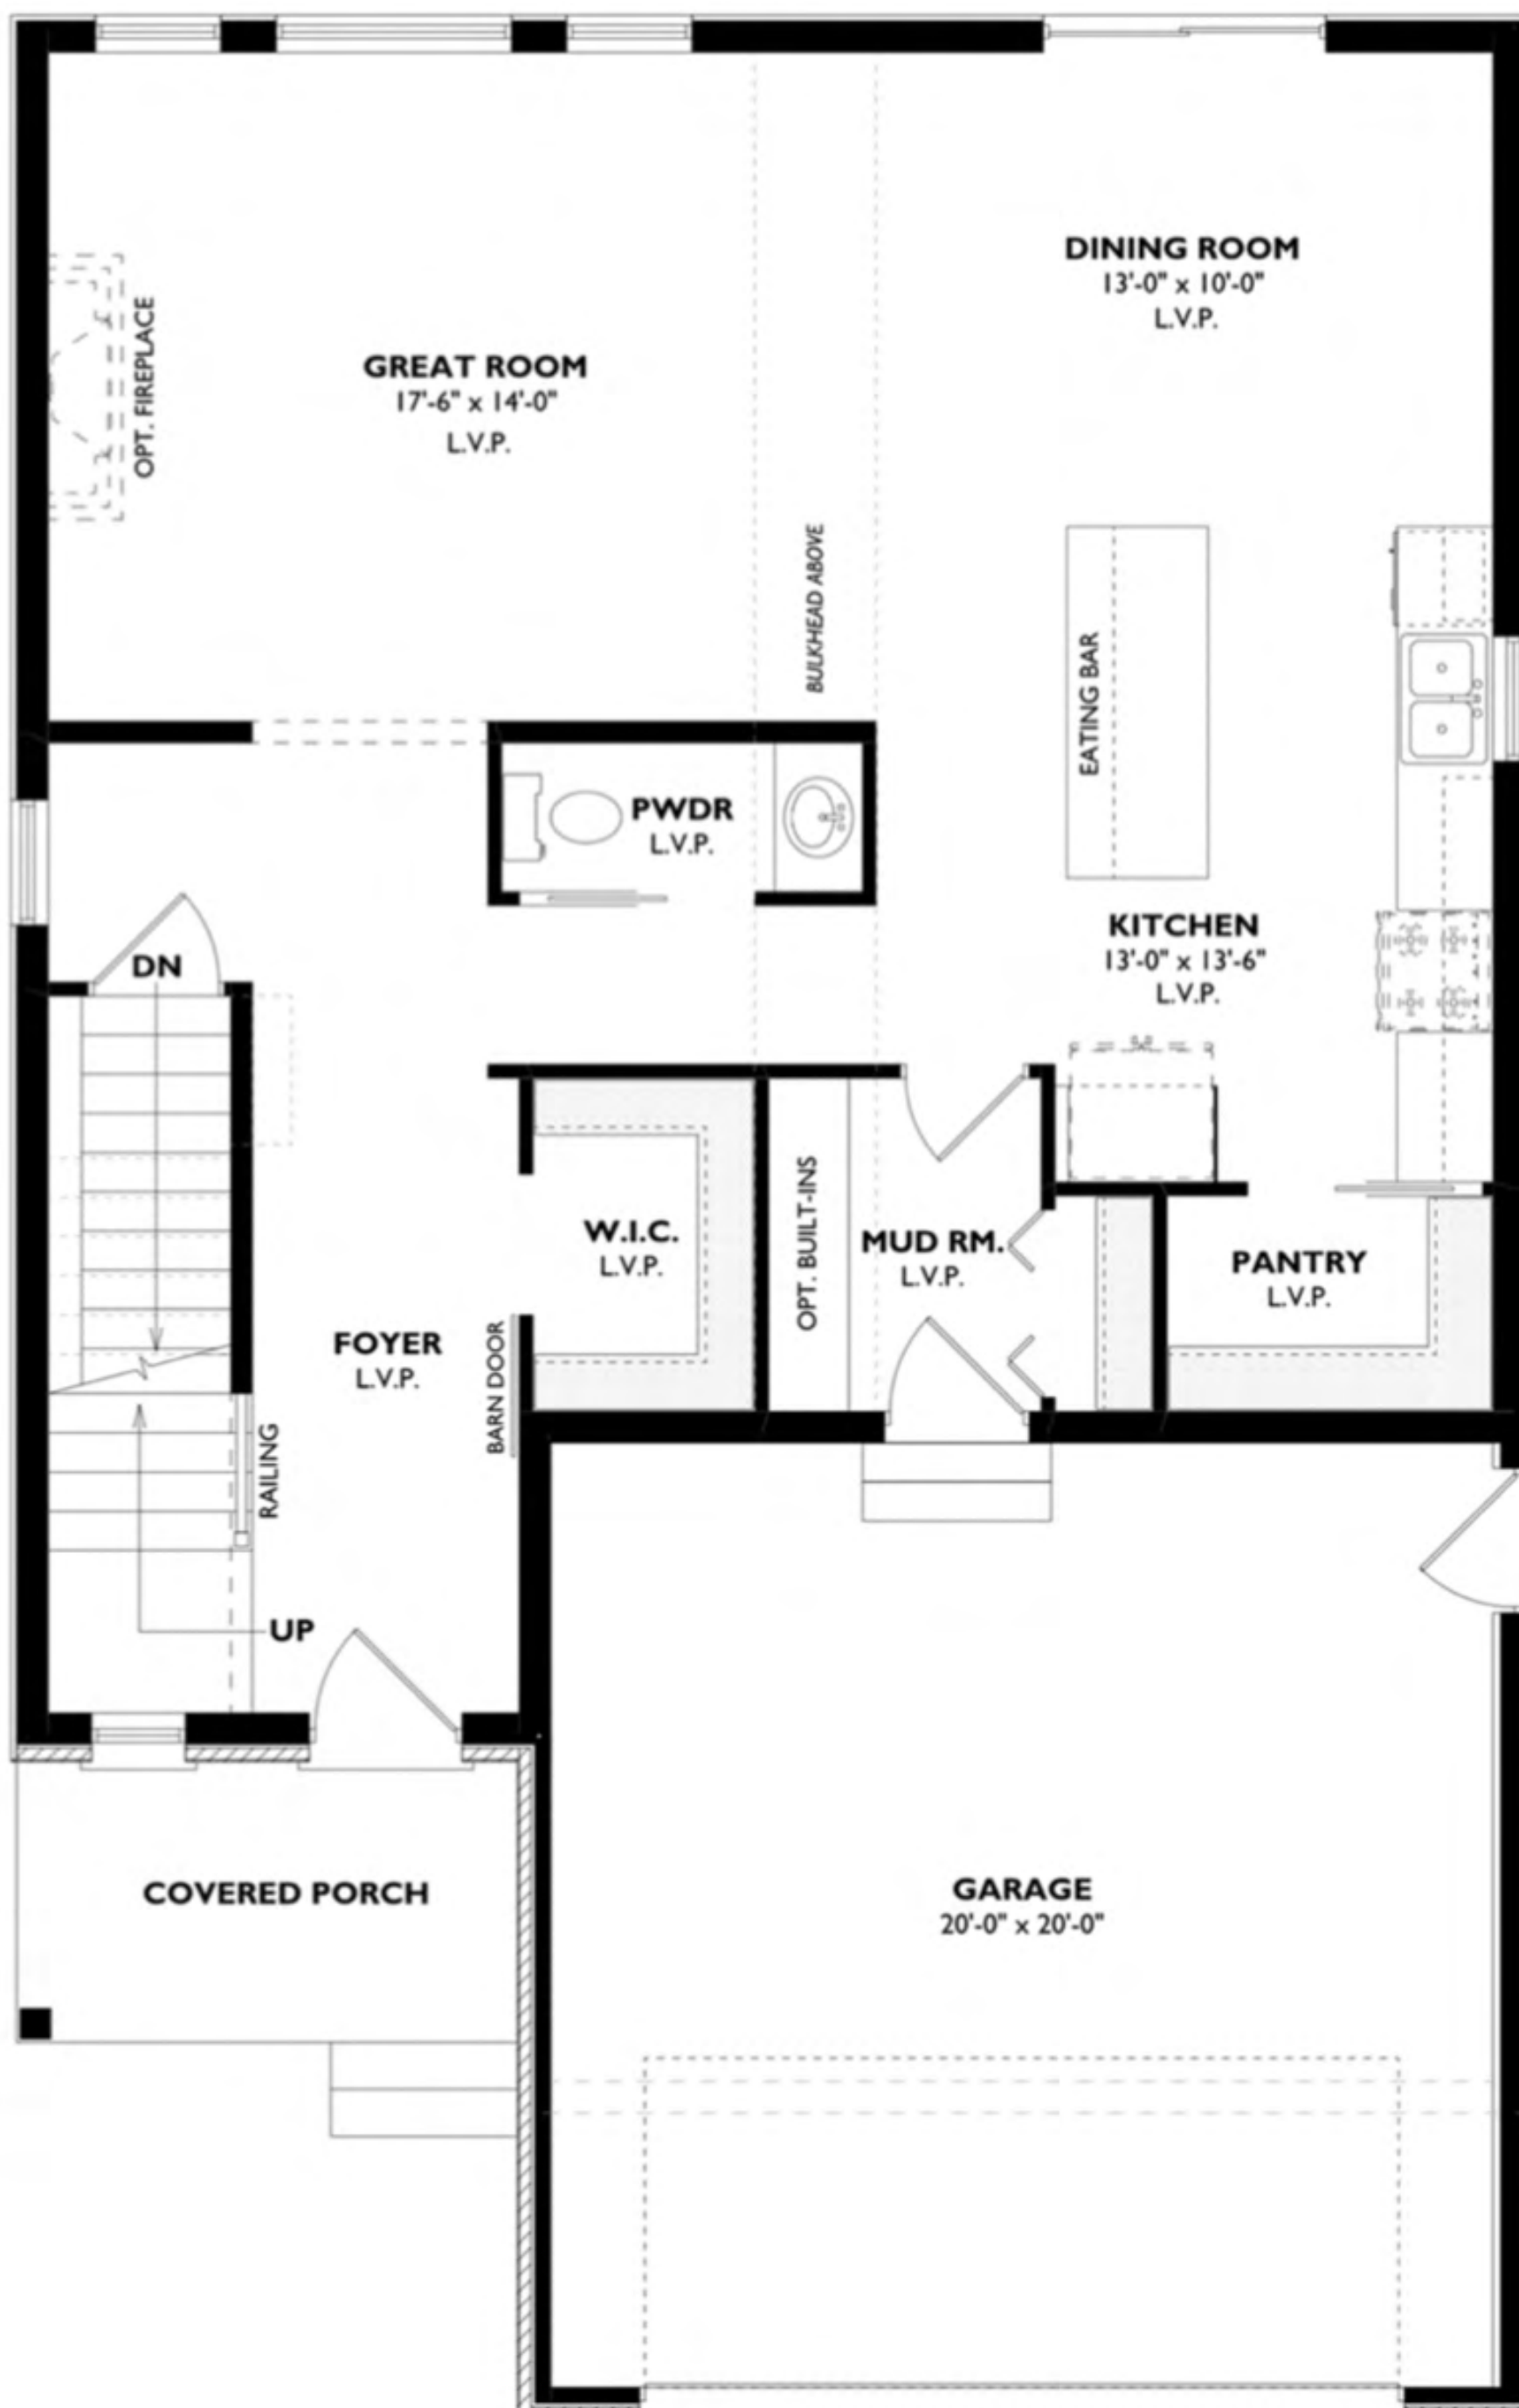 DINING ROOM
13'-0" x 10'-0"
L.V.P.
GREAT ROOM
17'-6" x 14'-0"
L.V.P.
OPT. FIREPLACE
BULKHEAD ABOVE
EATING BAR
PWDR
L.V.P.
KITCHEN
13'-0" x 13'-6"
L.V.P.
DN
W.I.C.
L.V.P.
OPT. BUILT-INS
MUD RM.
L.V.P.
PANTRY
L.V.P.
FOYER
L.V.P.
BARN DOOR
RAILING
UP
COVERED PORCH
GARAGE
20'-0" x 20'-0"